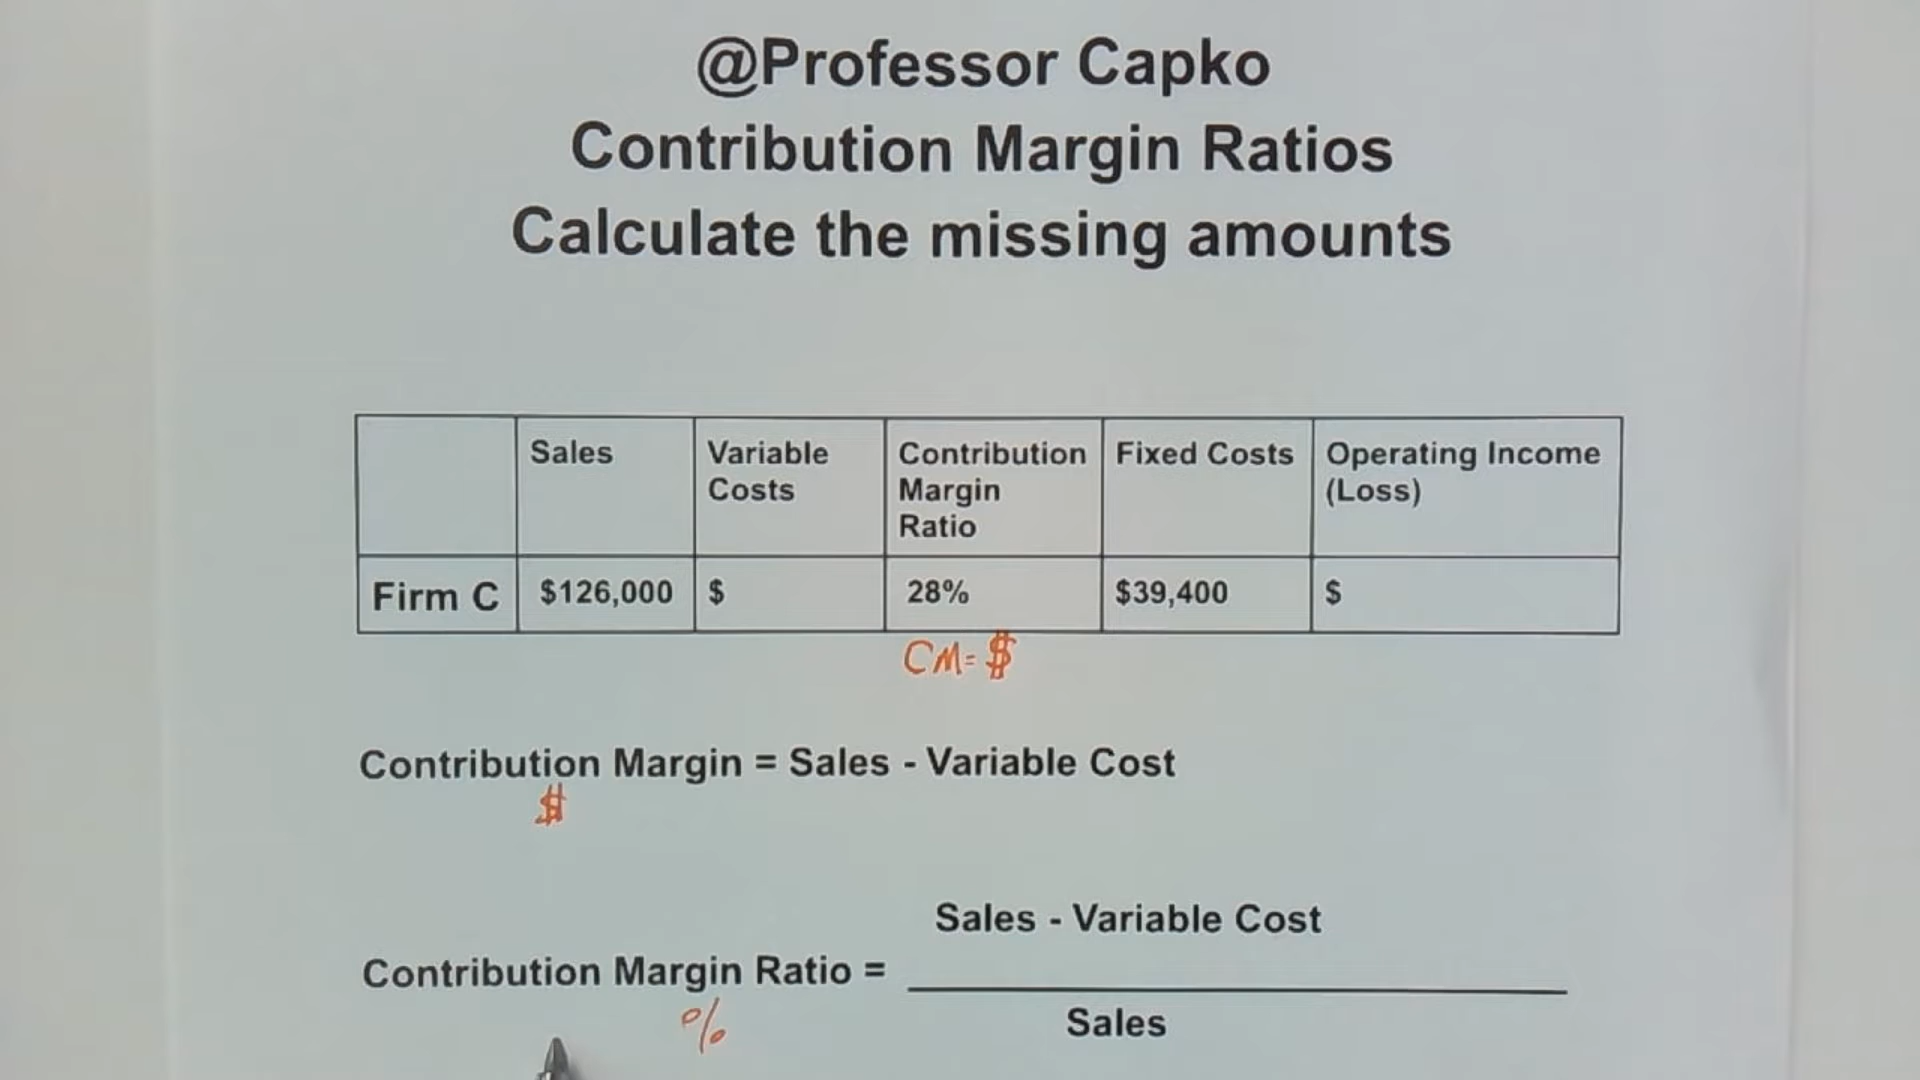 @Professor Capko
Contribution Margin Ratios
Calculate the missing amounts
Sales
Variable
Costs
Contribution
Margin
Ratio
Fixed Costs
Operating Income
(Loss)
Firm C
$126,000
$
28%
$39,400
$
CM=$
Contribution Margin = Sales - Variable Cost
$
Sales - Variable Cost
Contribution Margin Ratio =
Sales
%